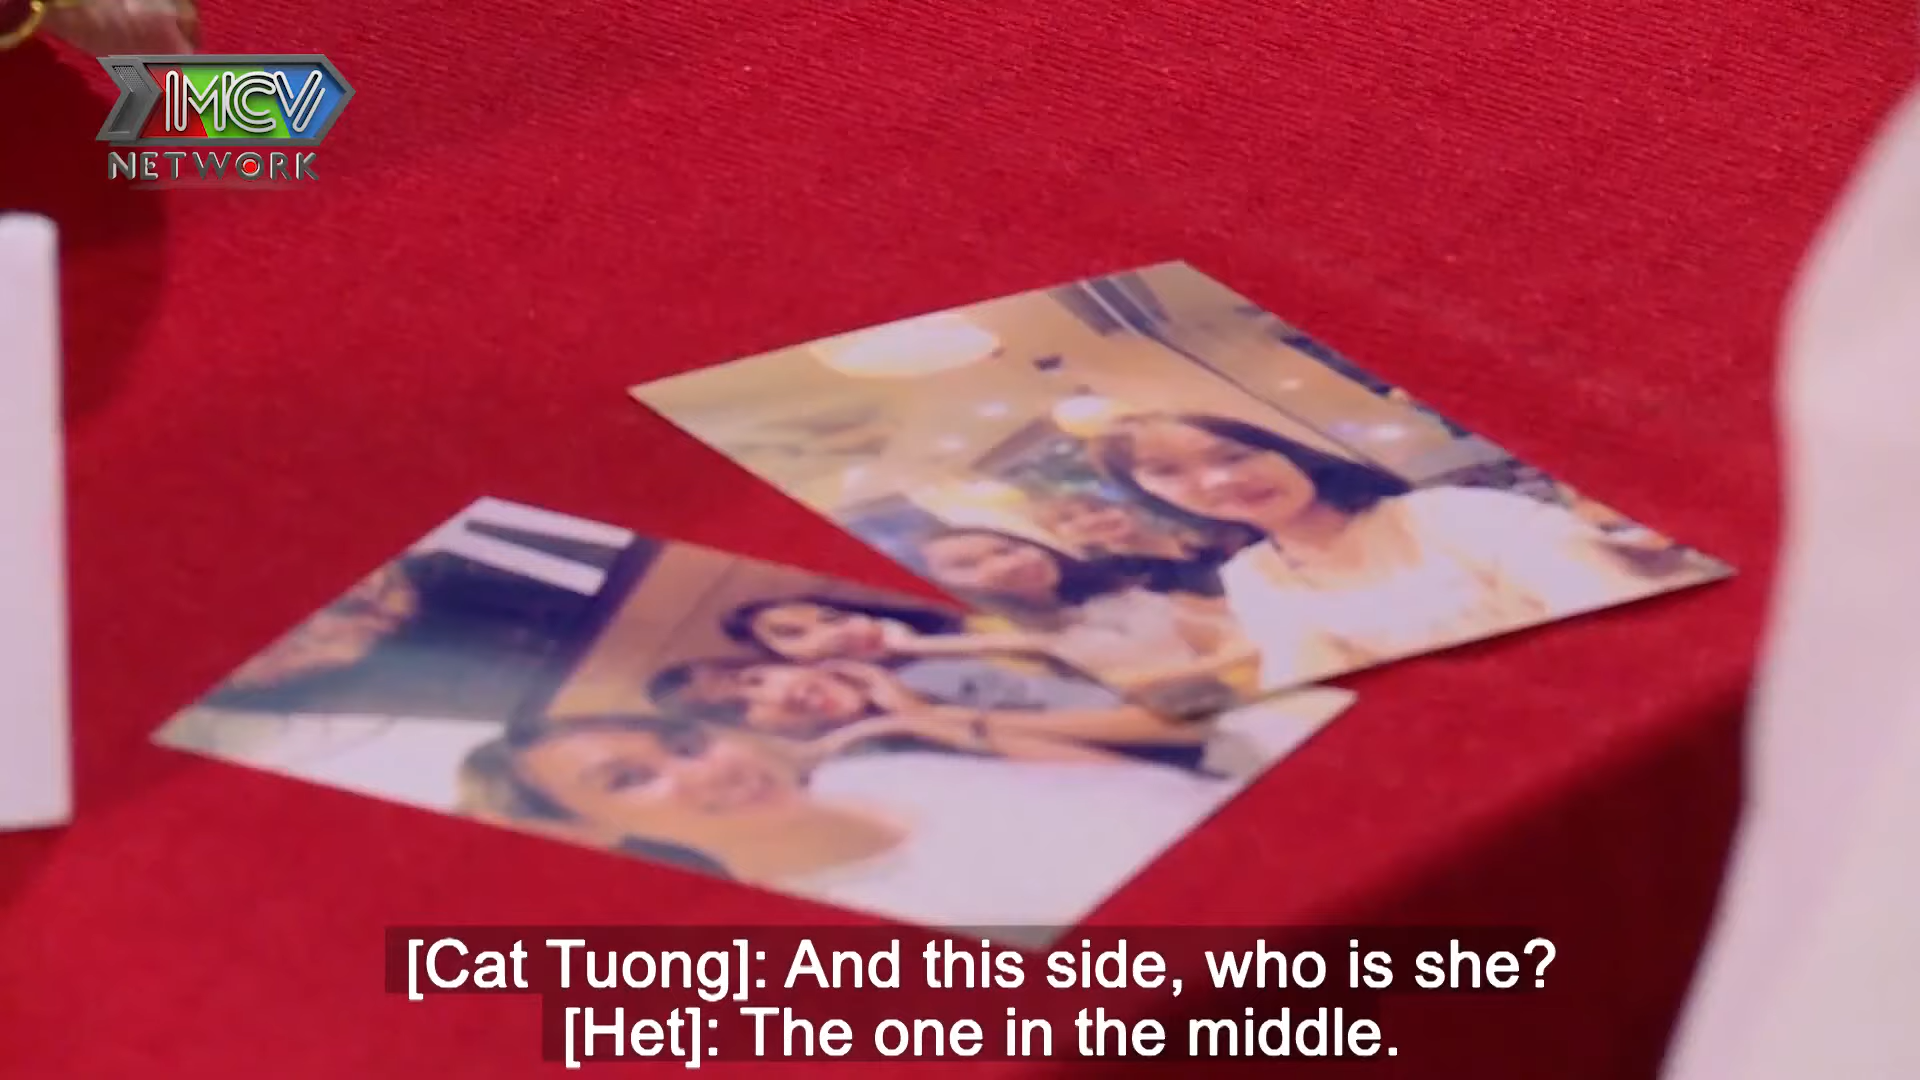 MCV
NETWORK
[Cat Tuong]: And this side, who is she?
[Het]: The one in the middle.